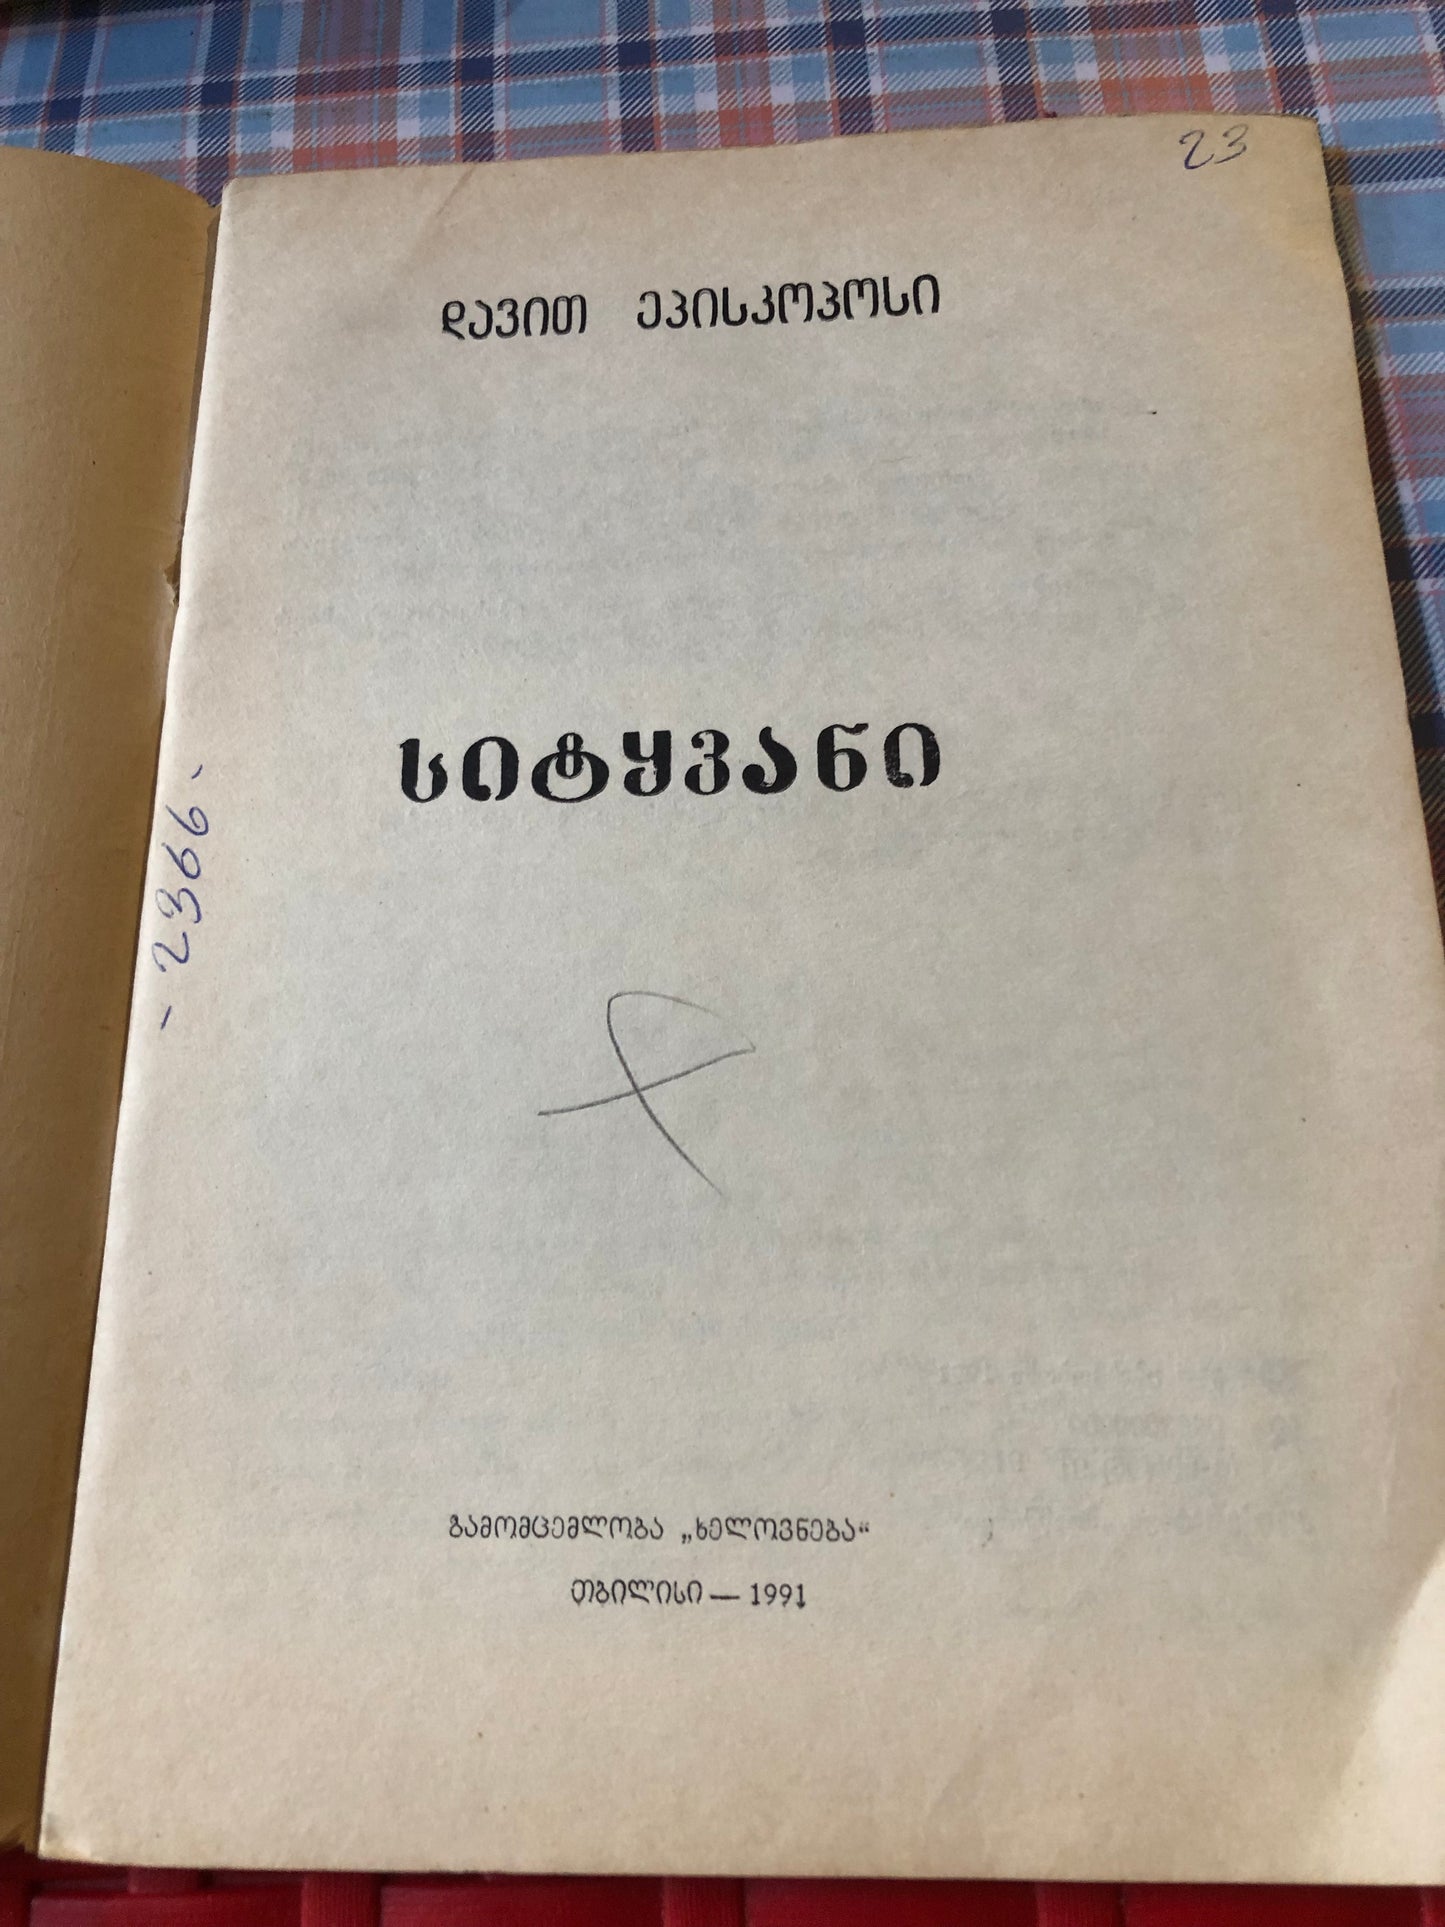 23
დავით ეპისკოპოსი
სიტყვანი
- 2366 -
გამომცემლობა „ხელოვნება“
თბილისი — 1991